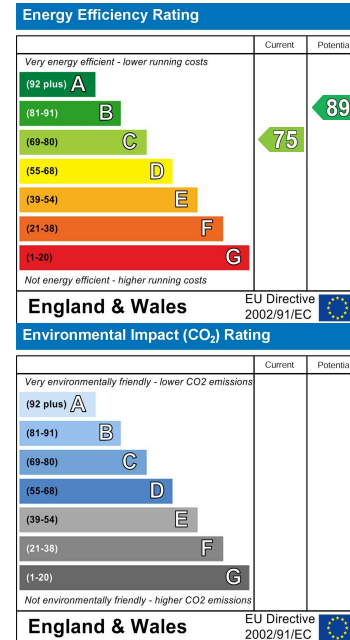 Energy Efficiency Rating
Current Potentia
Very energy efficient - lower running costs
(92 plus) A
(81-91) B 89
(69-80) C 75
(55-68) D
(39-54) E
(21-38) F
(1-20) G
Not energy efficient - higher running costs
England & Wales EU Directive 2002/91/EC
Environmental Impact (CO2) Rating
Current Potentia
Very environmentally friendly - lower CO2 emissions
(92 plus) A
(81-91) B
(69-80) C
(55-68) D
(39-54) E
(21-38) F
(1-20) G
Not environmentally friendly - higher CO2 emissions
England & Wales EU Directive 2002/91/EC